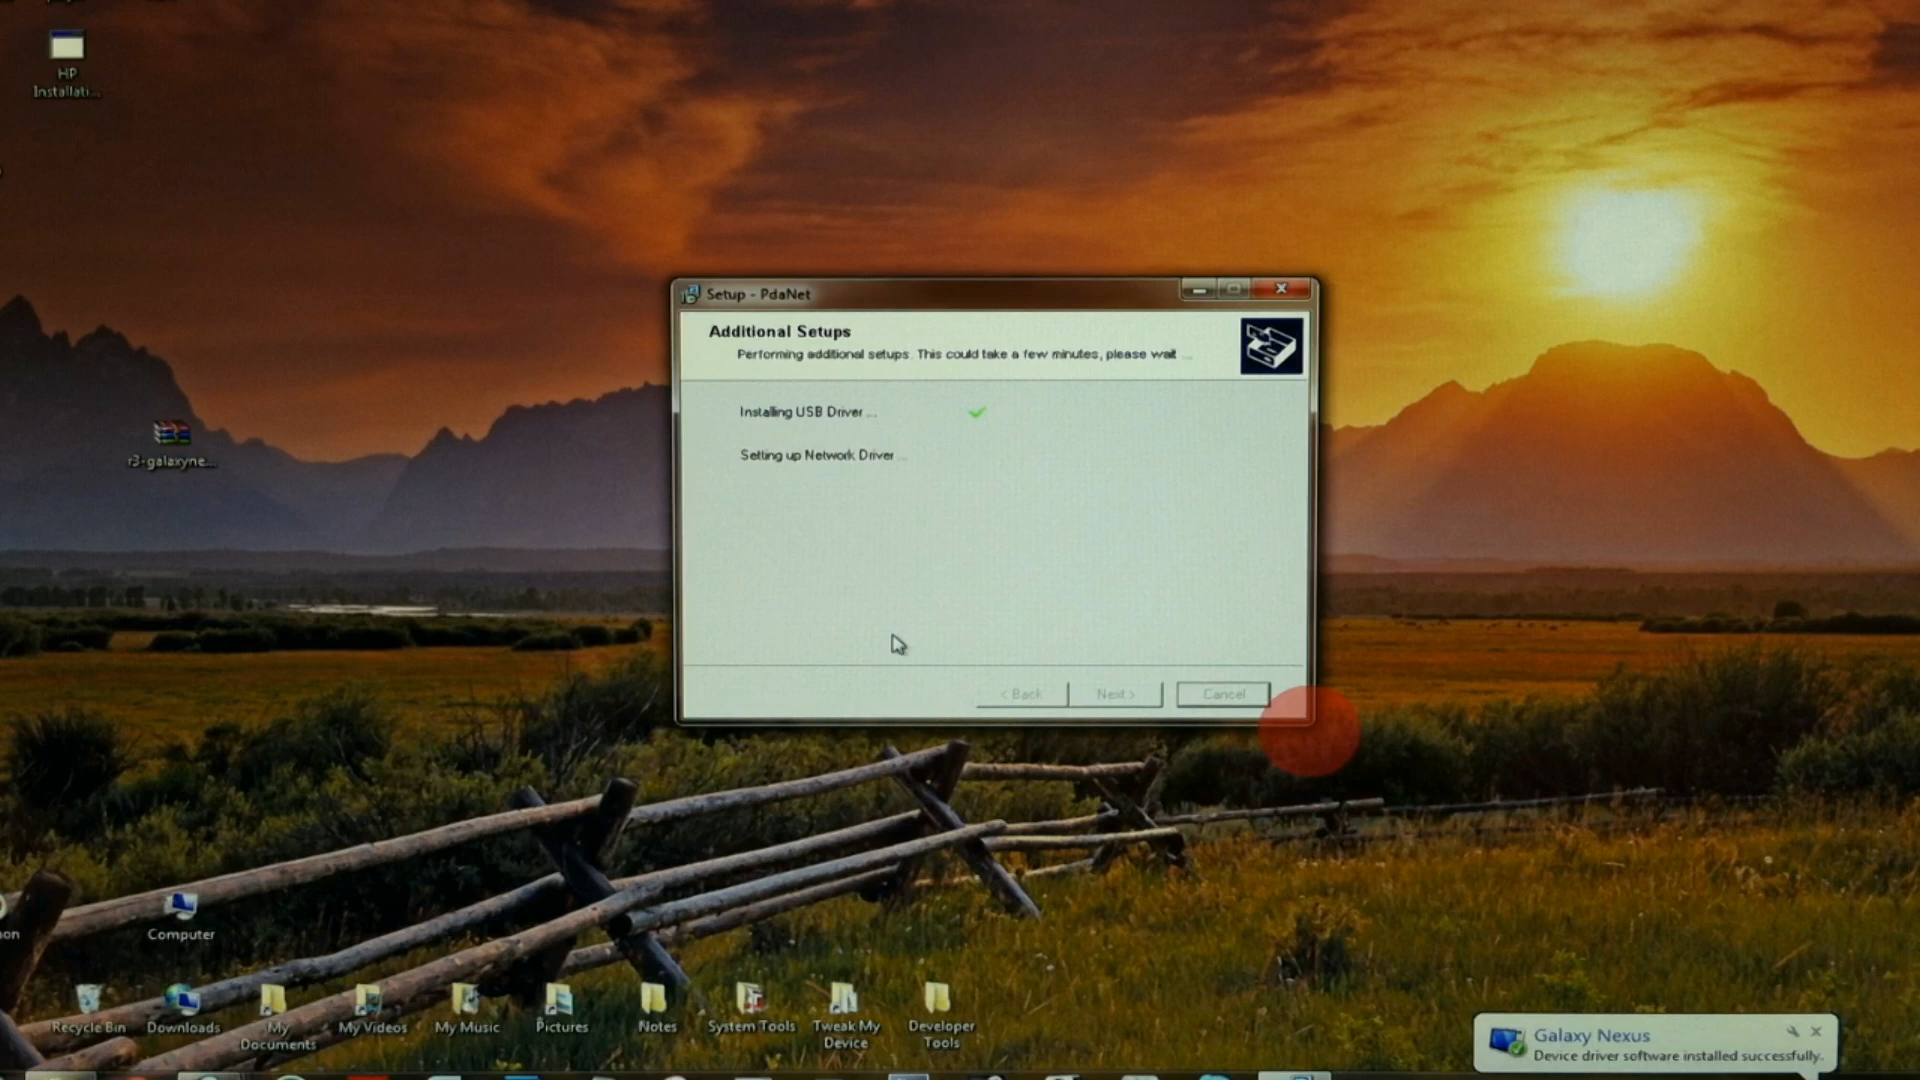 HP
Installati...
r3-galaxyne...
Setup - PdaNet
Additional Setups
Performing additional setups. This could take a few minutes, please wait ...
Installing USB Driver ...
Setting up Network Driver ...
< Back
Next >
Cancel
Computer
Recycle Bin
Downloads
My
Documents
My Videos
My Music
Pictures
Notes
System Tools
Tweak My
Device
Developer
Tools
Galaxy Nexus
Device driver software installed successfully.